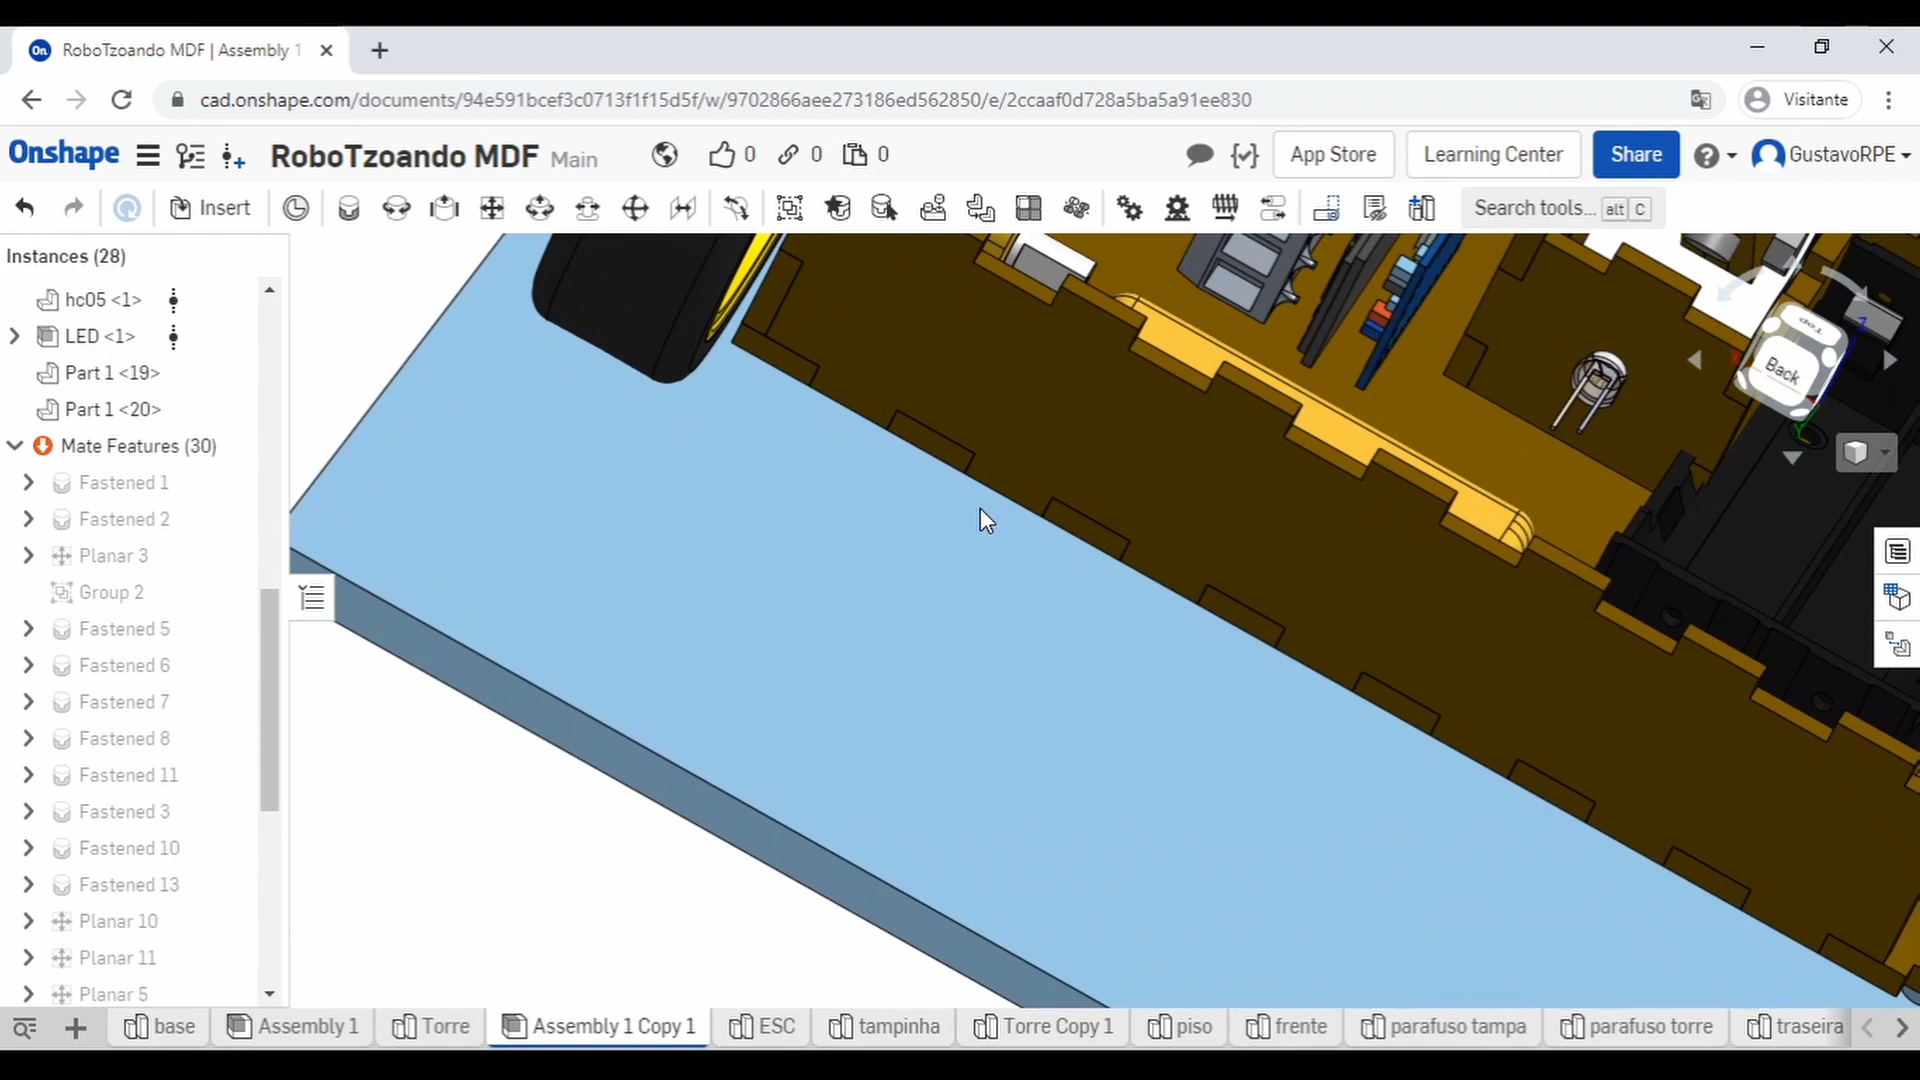 On RoboTzoando MDF | Assembly 1
cad.onshape.com/documents/94e591bcef3c0713f1f15d5f/w/9702866aee273186ed562850/e/2ccaaf0d728a5ba5a91ee830
Visitante
Onshape RoboTzoando MDF Main 0 0 0 App Store Learning Center Share GustavoRPE
Insert Search tools... alt C
Instances (28)
hc05 <1>
LED <1>
Part 1 <19>
Part 1 <20>
Mate Features (30)
Fastened 1
Fastened 2
Planar 3
Group 2
Fastened 5
Fastened 6
Fastened 7
Fastened 8
Fastened 11
Fastened 3
Fastened 10
Fastened 13
Planar 10
Planar 11
Planar 5
Top
Z
Back
base Assembly 1 Torre Assembly 1 Copy 1 ESC tampinha Torre Copy 1 piso frente parafuso tampa parafuso torre traseira